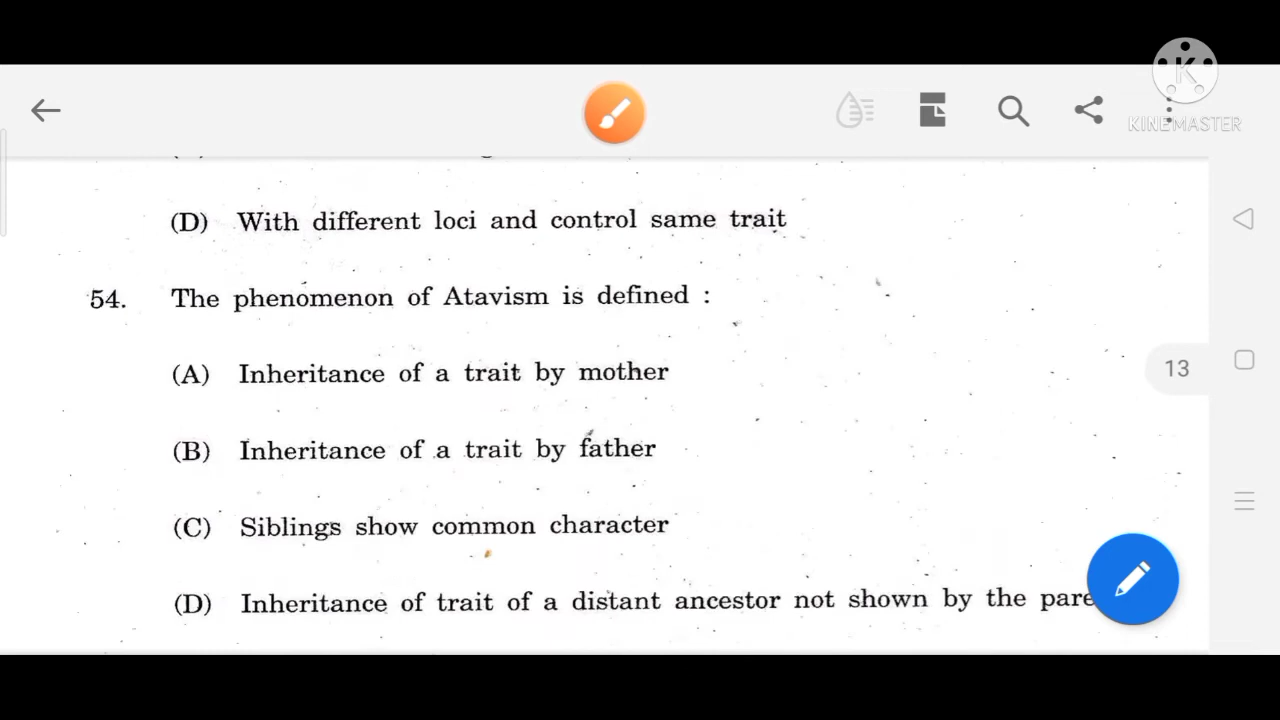 KINEMASTER
(D) With different loci and control same trait
54. The phenomenon of Atavism is defined :
(A) Inheritance of a trait by mother
13
(B) Inheritance of a trait by father
(C) Siblings show common character
(D) Inheritance of trait of a distant ancestor not shown by the pare